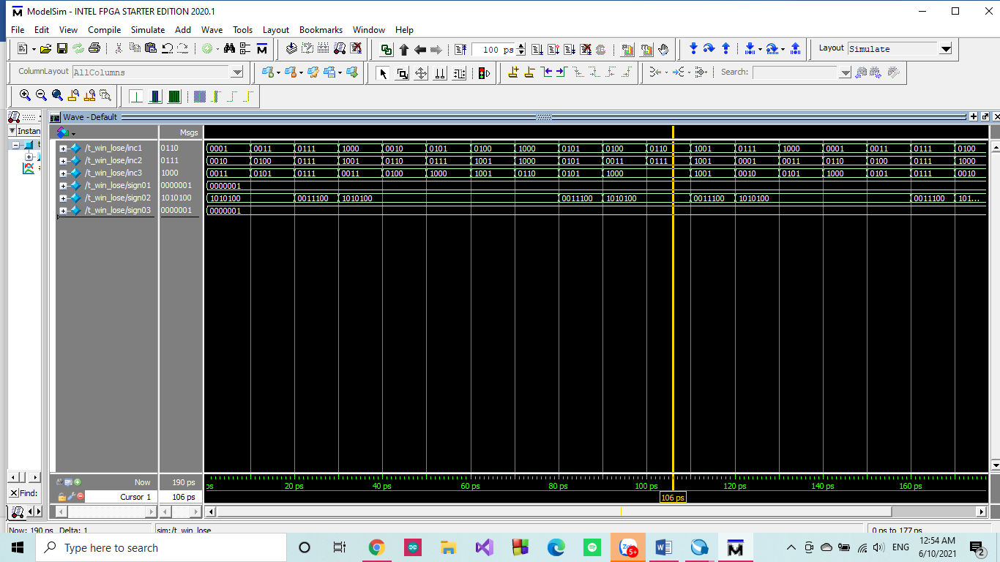 ModelSim - INTEL FPGA STARTER EDITION 2020.1
File Edit View Compile Simulate Add Wave Tools Layout Bookmarks Window Help
100 ps Layout Simulate
ColumnLayout AllColumns Search:
Wave - Default
Instan
Msgs
/t_win_lose/inc1 0110 0001 0011 0111 1000 0010 0101 0100 1000 0101 0100 0110 1001 0111 1000 0001 0011 0111 0100
/t_win_lose/inc2 0111 0010 0100 0111 1001 0110 0111 1001 1000 0101 0011 0111 1001 0001 0011 0110 0100 0111 1000
/t_win_lose/inc3 1000 0011 0101 0111 0011 0100 1000 1001 0110 0101 1000 1001 0010 0101 1000 0101 0111 0010
/t_win_lose/sign01 0000001 0000001
/t_win_lose/sign02 1010100 1010100 0011100 1010100 0011100 1010100 0011100 1010100 0011100 101...
/t_win_lose/sign03 0000001 0000001
Now 190 ps ps 20 ps 40 ps 60 ps 80 ps 100 ps 120 ps 140 ps 160 ps
Find: Cursor 1 106 ps 106 ps
Now: 190 ps Delta: 1 sim:/t_win_lose 0 ps to 177 ps
Type here to search 5+ ENG 12:54 AM
6/10/2021 2